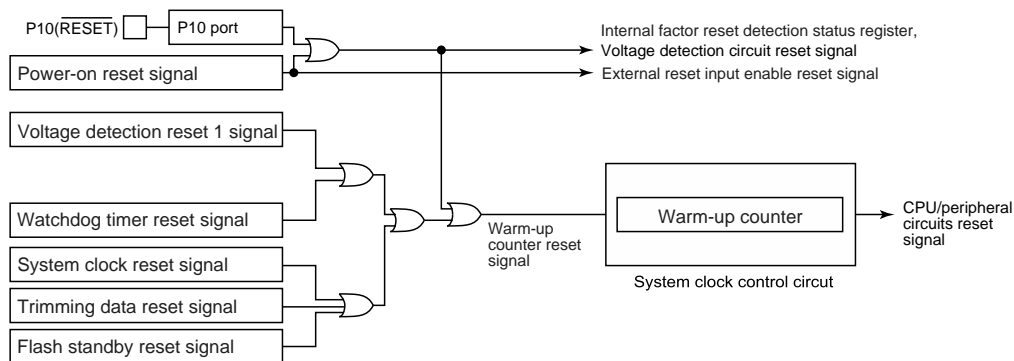 P10(RESET)
P10 port
Internal factor reset detection status register,
Voltage detection circuit reset signal
Power-on reset signal
External reset input enable reset signal
Voltage detection reset 1 signal
Watchdog timer reset signal
Warm-up counter
CPU/peripheral
circuits reset
signal
Warm-up
counter reset
signal
System clock reset signal
System clock control circut
Trimming data reset signal
Flash standby reset signal